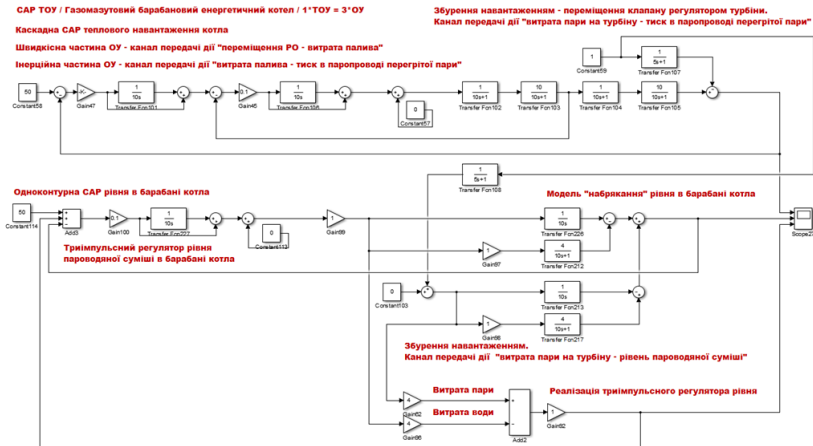 САР ТОУ / Газомазутовий барабановий енергетичний котел / 1*ТОУ = 3*ОУ
Збурення навантаженням - переміщення клапану регулятором турбіни.
Канал передачі дії "витрата пари на турбіну - тиск в паропроводі перегрітої пари"
Каскадна САР теплового навантаження котла
Швидкісна частина ОУ - канал передачі дії "переміщення РО - витрата палива"
Інерційна частина ОУ - канал передачі дії "витрата палива - тиск в паропроводі перегрітої пари"
1
Constant59
1
5s+1
Transfer Fcn107
50
Constant58
Gain47
1
10s
Transfer Fcn101
0.1
Gain46
1
10s
Transfer Fcn106
0
Constant57
1
10s+1
Transfer Fcn102
10
10s+1
Transfer Fcn103
1
10s+1
Transfer Fcn104
10
10s+1
Transfer Fcn105
1
5s+1
Transfer Fcn108
Одноконтурна САР рівня в барабані котла
Модель "набрякання" рівня в барабані котла
50
Constant114
Add3
0.1
Gain100
1
10s
Transfer Fcn227
0
Constant113
1
Gain99
1
10s
Transfer Fcn226
Scope21
Триімпульсний регулятор рівня
пароводяної суміші в барабані котла
1
Gain97
4
10s+1
Transfer Fcn212
0
Constant103
1
10s
Transfer Fcn213
1
Gain98
4
10s+1
Transfer Fcn217
Збурення навантаженням.
Канал передачі дії "витрата пари на турбіну - рівень пароводяної суміші"
Витрата пари
Реалізація триімпульсного регулятора рівня
4
Gain62
Витрата води
4
Gain96
Add2
1
Gain92